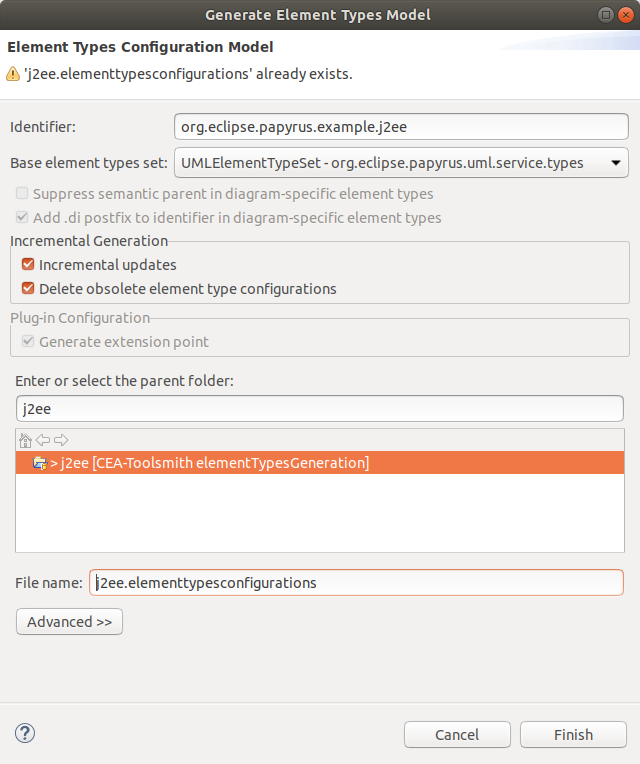 Generate Element Types Model
Element Types Configuration Model
'j2ee.elementtypesconfigurations' already exists.
Identifier: org.eclipse.papyrus.example.j2ee
Base element types set: UMLElementTypeSet - org.eclipse.papyrus.uml.service.types
Suppress semantic parent in diagram-specific element types
Add .di postfix to identifier in diagram-specific element types
Incremental Generation
Incremental updates
Delete obsolete element type configurations
Plug-in Configuration
Generate extension point
Enter or select the parent folder:
j2ee
> j2ee [CEA-Toolsmith elementTypesGeneration]
File name: j2ee.elementtypesconfigurations
Advanced >>
? Cancel Finish